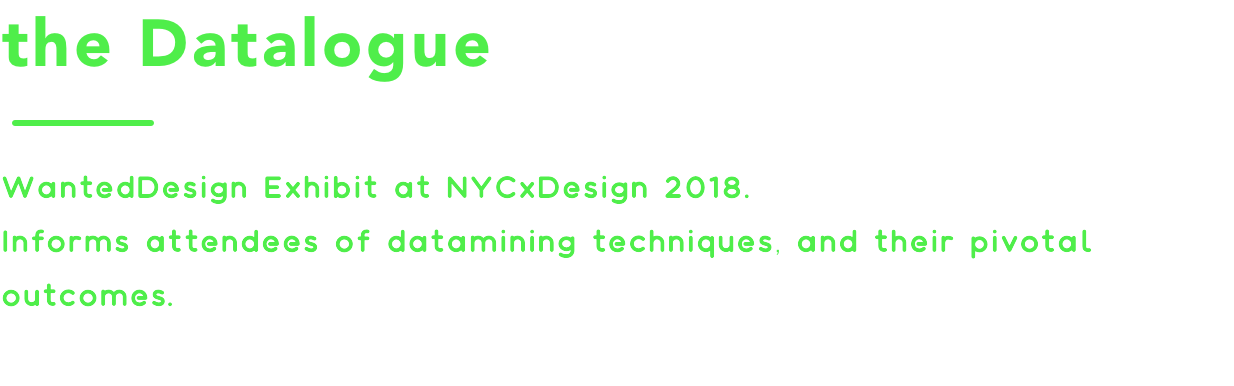 the Datalogue
WantedDesign Exhibit at NYCxDesign 2018.
Informs attendees of datamining techniques, and their pivotal
outcomes.